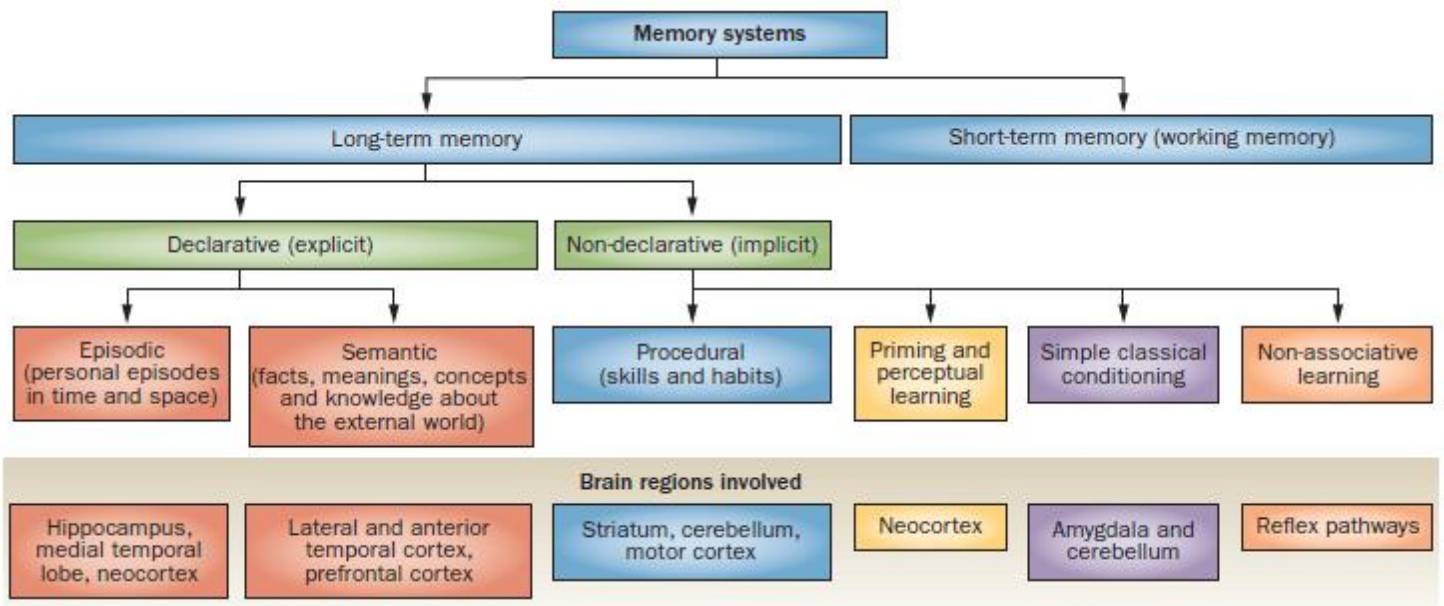 Memory systems
Long-term memory
Short-term memory (working memory)
Declarative (explicit)
Non-declarative (implicit)
Episodic
(personal episodes
in time and space)
Semantic
(facts, meanings, concepts
and knowledge about
the external world)
Procedural
(skills and habits)
Priming and
perceptual
learning
Simple classical
conditioning
Non-associative
learning
Brain regions involved
Hippocampus,
medial temporal
lobe, neocortex
Lateral and anterior
temporal cortex,
prefrontal cortex
Striatum, cerebellum,
motor cortex
Neocortex
Amygdala and
cerebellum
Reflex pathways